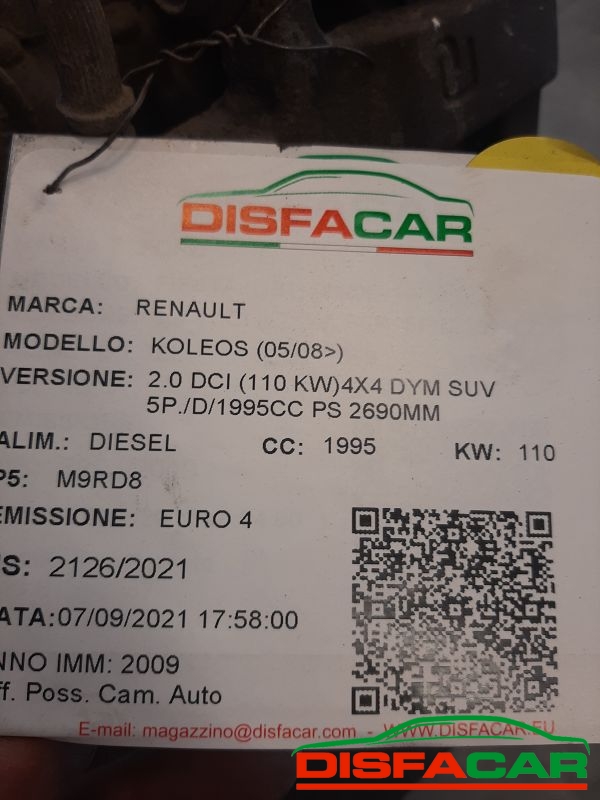 DISFACAR
MARCA: RENAULT
MODELLO: KOLEOS (05/08>)
VERSIONE: 2.0 DCI (110 KW)4X4 DYM SUV
5P./D/1995CC PS 2690MM
ALIM.: DIESEL CC: 1995 KW: 110
P5: M9RD8
EMISSIONE: EURO 4
S: 2126/2021
ATA:07/09/2021 17:58:00
NNO IMM: 2009
ff. Poss. Cam. Auto
E-mail: magazzino@disfacar.com - WWW.DISFACAR.EU
DISFACAR